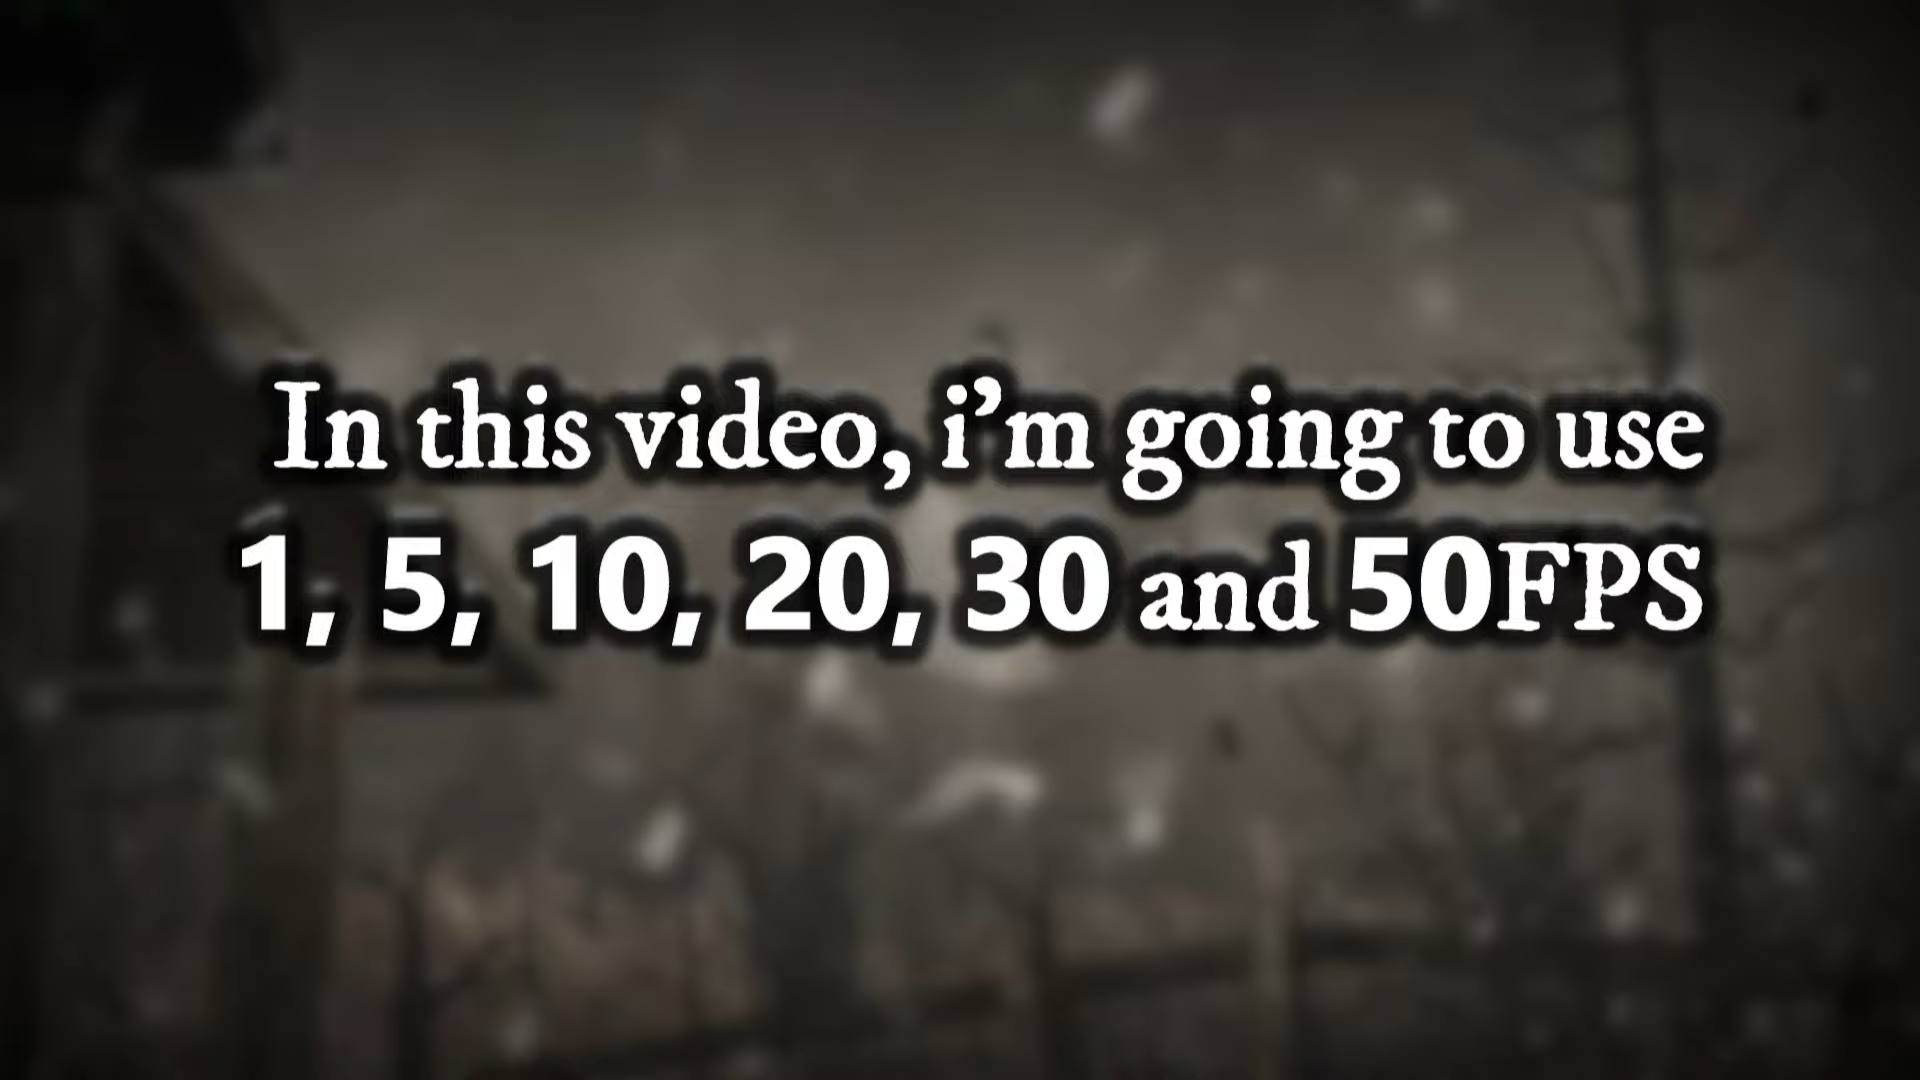 In this video, i'm going to use
1, 5, 10, 20, 30 and 50FPS